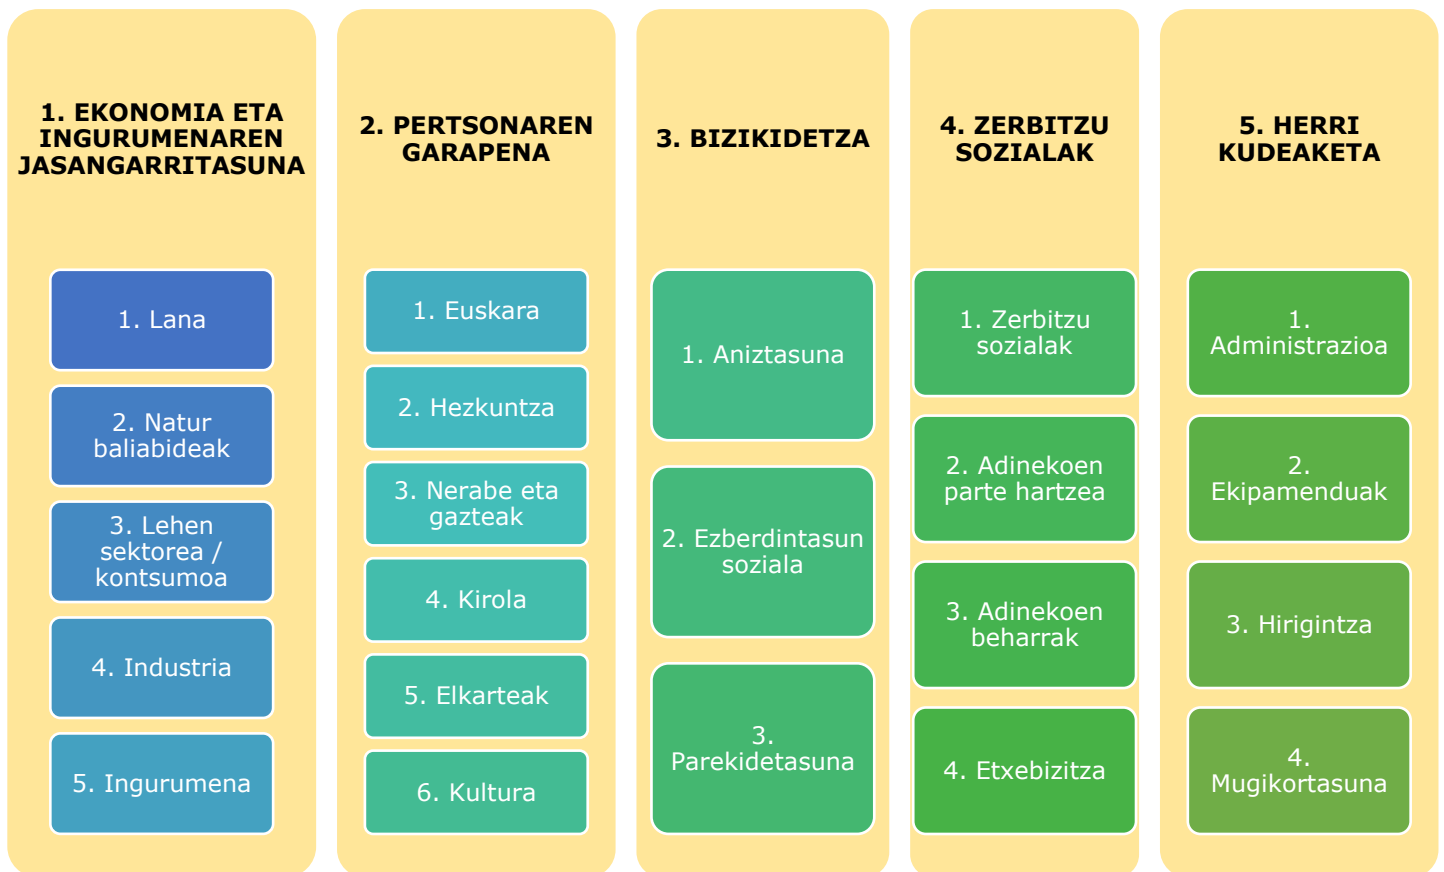 1. EKONOMIA ETA
INGURUMENAREN
JASANGARRITASUNA
1. Lana
2. Natur
baliabideak
3. Lehen
sektorea /
kontsumoa
4. Industria
5. Ingurumena
2. PERTSONAREN
GARAPENA
1. Euskara
2. Hezkuntza
3. Nerabe eta
gazteak
4. Kirola
5. Elkarteak
6. Kultura
3. BIZIKIDETZA
1. Aniztasuna
2. Ezberdintasun
soziala
3.
Parekidetasuna
4. ZERBITZU
SOZIALAK
1. Zerbitzu
sozialak
2. Adinekoen
parte hartzea
3. Adinekoen
beharrak
4. Etxebizitza
5. HERRI
KUDEAKETA
1.
Administrazioa
2.
Ekipamenduak
3. Hirigintza
4.
Mugikortasuna